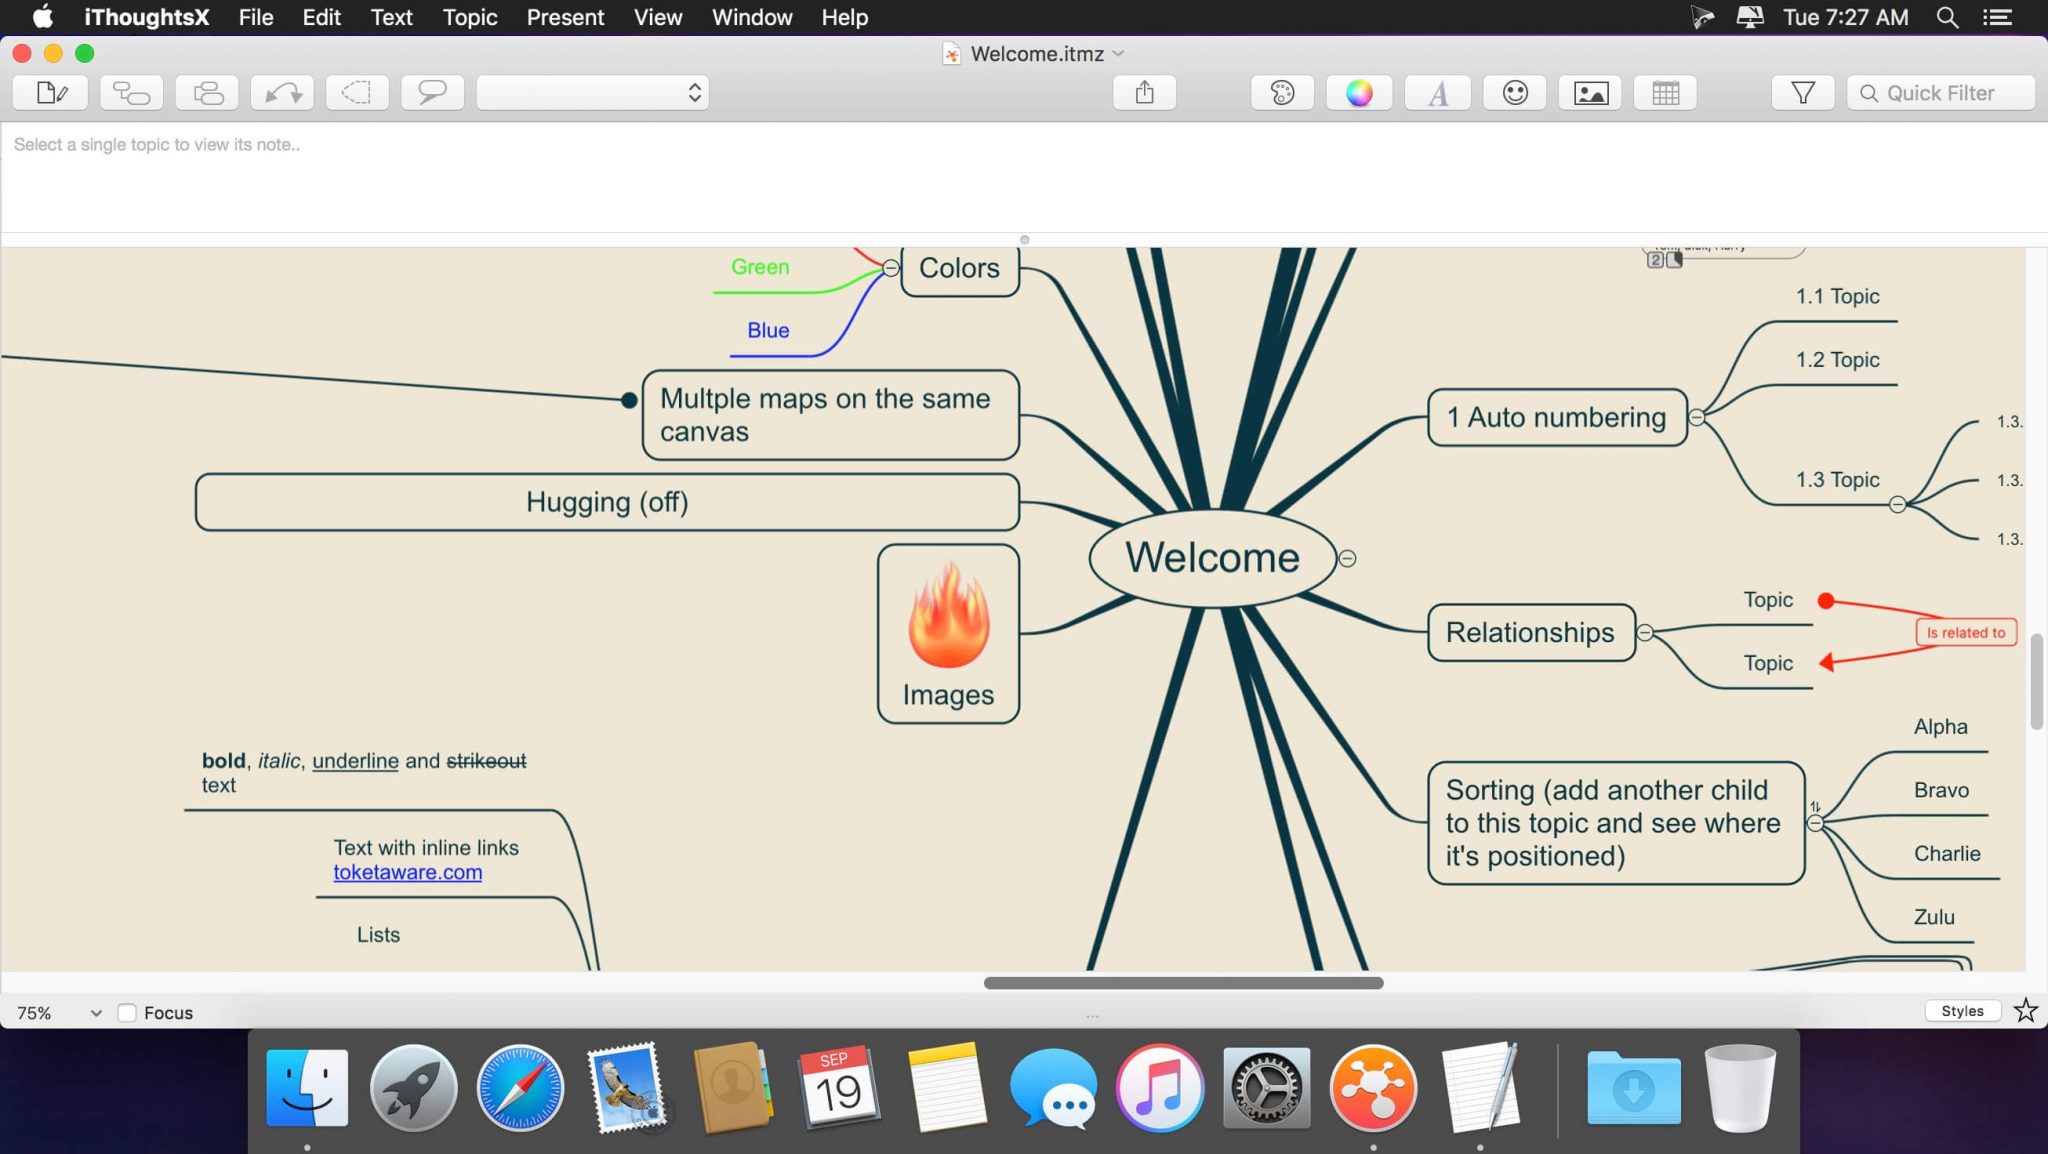 iThoughtsX File Edit Text Topic Present View Window Help Tue 7:27 AM
Welcome.itmz
Quick Filter
Select a single topic to view its note..
Green
Colors
Blue
2
1.1 Topic
1.2 Topic
Multple maps on the same
canvas
1 Auto numbering
1.3.
1.3 Topic
1.3.
1.3.
Hugging (off)
Welcome
Images
Relationships
Topic
Is related to
Topic
bold, italic, underline and strikeout
text
Text with inline links
toketaware.com
Lists
Sorting (add another child
to this topic and see where
it's positioned)
Alpha
Bravo
Charlie
Zulu
75%
Focus
Styles
SEP
19